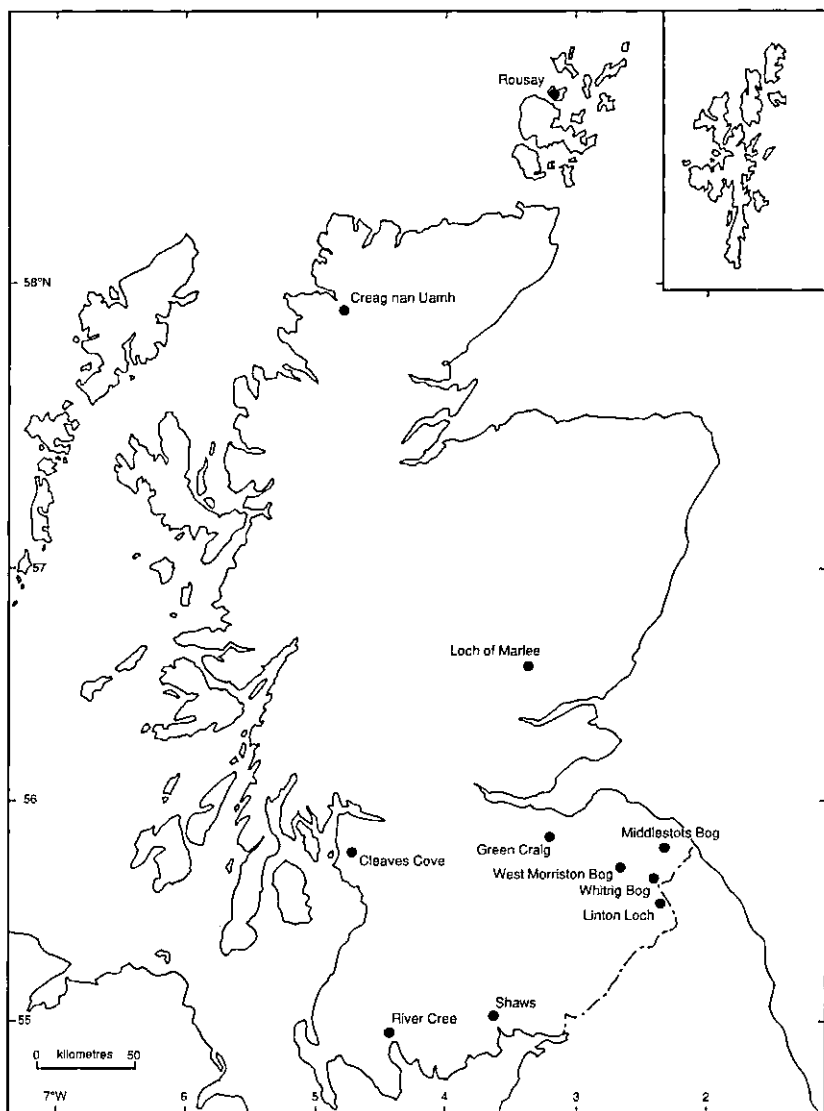 Rousay
58°N
Creag nan Uamh
57
Loch of Marlee
56
Middlestots Bog
Green Craig
Cleaves Cove
West Morriston Bog
Whitrig Bog
Linton Loch
Shaws
55
River Cree
0 kilometres 50
7°W 6 5 4 3 2